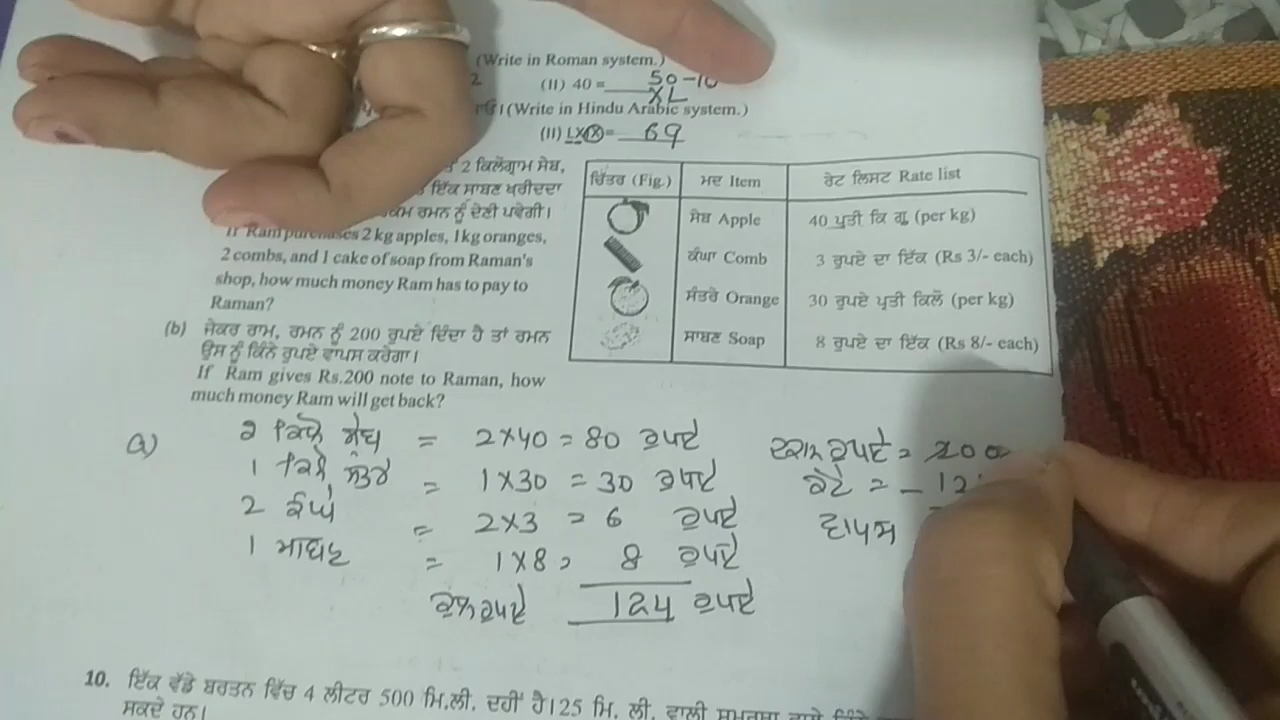 (Write in Roman system.)
2 (II) 40 = 50-10
XL
(Write in Hindu Arabic system.)
(II) LXIX = 69
2 ਕਿਲੋਗ੍ਰਾਮ ਸੇਬ,
ਇੱਕ ਸਾਬਣ ਖ੍ਰੀਦਦਾ
ਰਮਨ ਨੂੰ ਦੇਣੀ ਪਵੇਗੀ।
If Ram purchases 2 kg apples, 1kg oranges,
2 combs, and 1 cake of soap from Raman's
shop, how much money Ram has to pay to
Raman?
(b) ਜੇਕਰ ਰਾਮ, ਰਮਨ ਨੂੰ 200 ਰੁਪਏ ਦਿੰਦਾ ਹੈ ਤਾਂ ਰਮਨ
ਉਸ ਨੂੰ ਕਿੰਨੇ ਰੁਪਏ ਵਾਪਸ ਕਰੇਗਾ।
If Ram gives Rs.200 note to Raman, how
much money Ram will get back?
ਚਿੱਤਰ (Fig.) ਮਦ Item ਰੇਟ ਲਿਸਟ Rate list
ਸੇਬ Apple 40 ਪ੍ਰਤੀ ਕਿ ਗ੍ਰ (per kg)
ਕੰਘਾ Comb 3 ਰੁਪਏ ਦਾ ਇੱਕ (Rs 3/- each)
ਸੰਤਰੇ Orange 30 ਰੁਪਏ ਪ੍ਰਤੀ ਕਿਲੋ (per kg)
ਸਾਬਣ Soap 8 ਰੁਪਏ ਦਾ ਇੱਕ (Rs 8/- each)
a) 2 ਕਿਲੋ ਸੇਬ = 2×40 = 80 ਰੁਪਏ
1 ਕਿਲੋ ਸੰਤਰੇ = 1×30 = 30 ਰੁਪਏ
2 ਕੰਘੇ = 2×3 = 6 ਰੁਪਏ
1 ਸਾਬਣ = 1×8 = 8 ਰੁਪਏ
ਕੁੱਲ ਰੁਪਏ 124 ਰੁਪਏ
ਕੁੱਲ ਰੁਪਏ = 200
= - 12
ਵਾਪਸ
10. ਇੱਕ ਵੱਡੇ ਬਰਤਨ ਵਿੱਚ 4 ਲੀਟਰ 500 ਮਿ.ਲੀ. ਦਹੀਂ ਹੈ। 25 ਮਿ. ਲੀ. ਵਾਲੀ
ਸਕਦੇ ਹਨ।